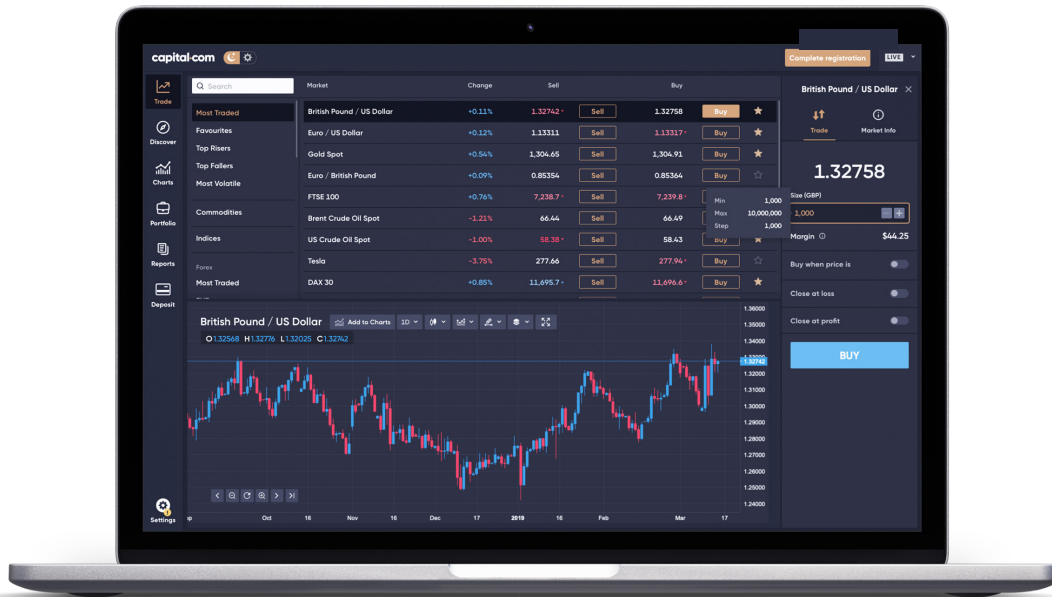 capital.com
Complete registration
LIVE
Trade
Discover
Charts
Portfolio
Reports
Deposit
Settings
Search
Most Traded
Favourites
Top Risers
Top Fallers
Most Volatile
Commodities
Indices
Forex
Most Traded
Market Change Sell Buy
British Pound / US Dollar +0.11% 1.32742 Sell 1.32758 Buy
Euro / US Dollar +0.12% 1.13311 Sell 1.13317 Buy
Gold Spot +0.54% 1,304.65 Sell 1,304.91 Buy
Euro / British Pound +0.09% 0.85354 Sell 0.85364 Buy
FTSE 100 +0.76% 7,238.7 Sell 7,239.8
Brent Crude Oil Spot -1.21% 66.44 Sell 66.49
US Crude Oil Spot -1.00% 58.38 Sell 58.43 Buy
Tesla -3.75% 277.66 Sell 277.94 Buy
DAX 30 +0.85% 11,695.7 Sell 11,696.6 Buy
Min 1,000
Max 10,000,000
Step 1,000
British Pound / US Dollar Add to Charts 1D
O1.32568 H1.32776 L1.32025 C1.32742
1.36000
1.35000
1.34000
1.32742
1.32000
1.31000
1.30000
1.29000
1.28000
1.27000
1.26000
1.25000
1.24000
Oct 16 Nov 16 Dec 17 2019 16 Feb Mar 17
British Pound / US Dollar
Trade Market Info
1.32758
Size (GBP)
1,000
Margin $44.25
Buy when price is
Close at loss
Close at profit
BUY